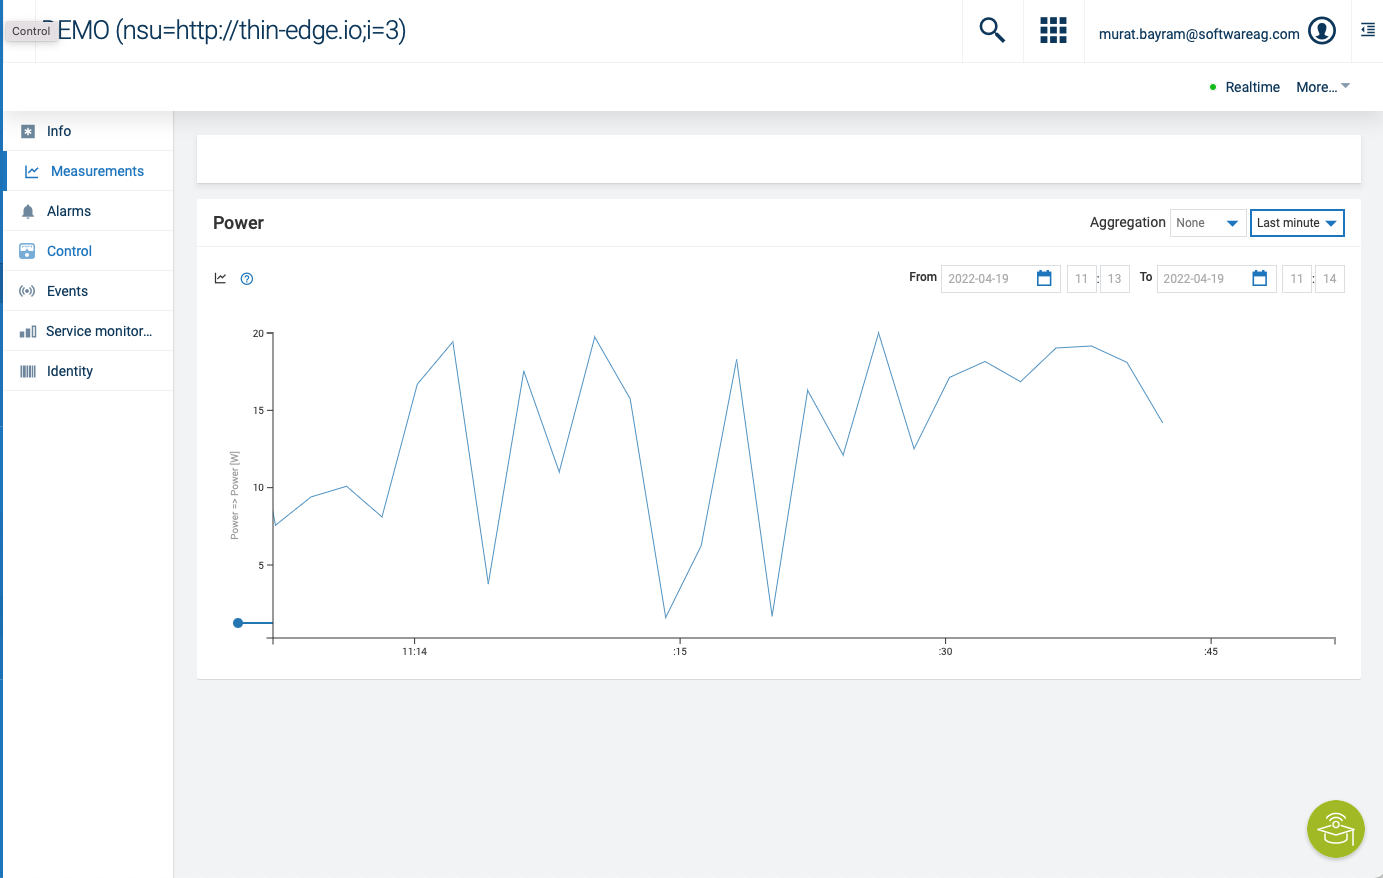 Control
DEMO (nsu=http://thin-edge.io;i=3)
murat.bayram@softwareag.com
Realtime More...
Info
Measurements
Alarms
Control
Events
Service monitor...
Identity
Power
Aggregation None Last minute
From 2022-04-19 11 : 13 To 2022-04-19 11 : 14
Power => Power [W]
20
15
10
5
11:14 :15 :30 :45